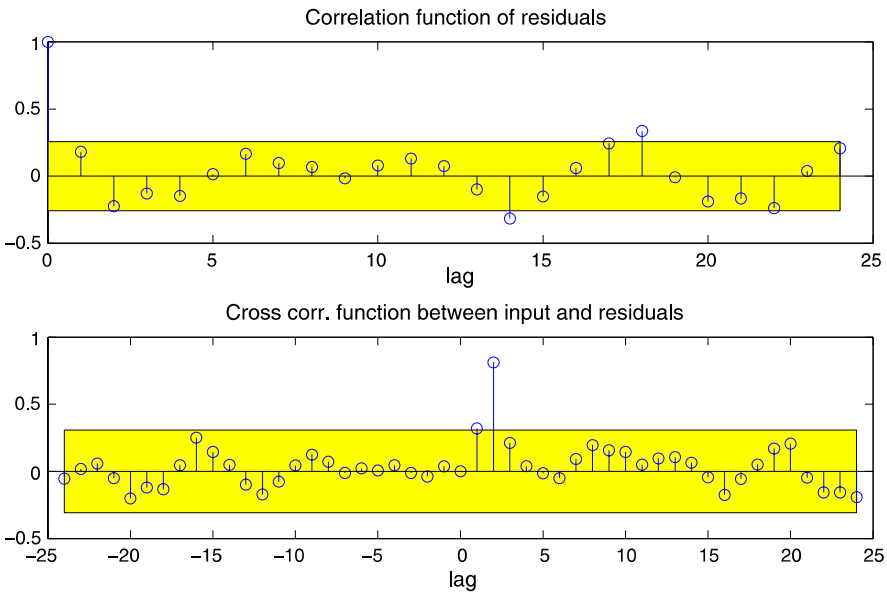 Correlation function of residuals
1
0.5
0
−0.5
0 5 10 15 20 25
lag
Cross corr. function between input and residuals
1
0.5
0
−0.5
−25 −20 −15 −10 −5 0 5 10 15 20 25
lag